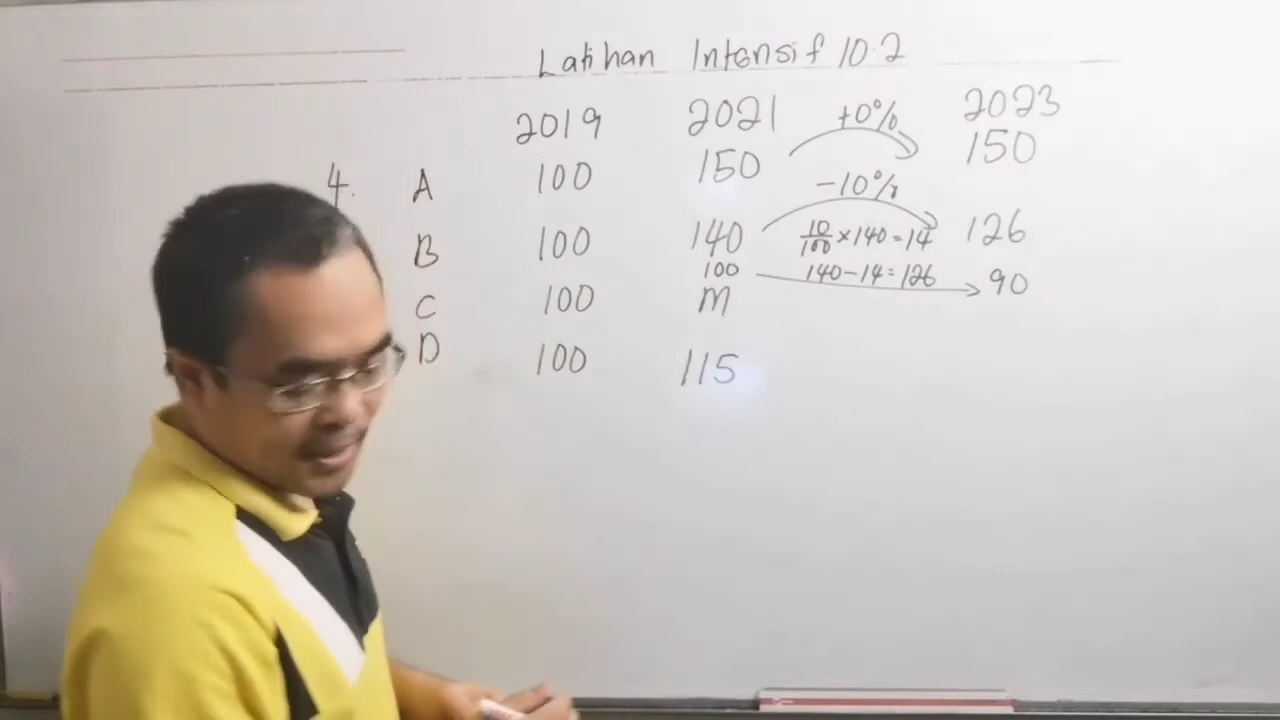 Latihan Intensif 10.2
2019 2021 +0% 2023
4. A 100 150 150
-10%
B 100 140 10/100 × 140 = 14 126
100 140 - 14 = 126 90
C 100 m
D 100 115